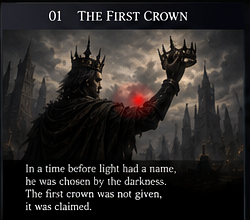 01 The First Crown
In a time before light had a name,
he was chosen by the darkness.
The first crown was not given,
it was claimed.